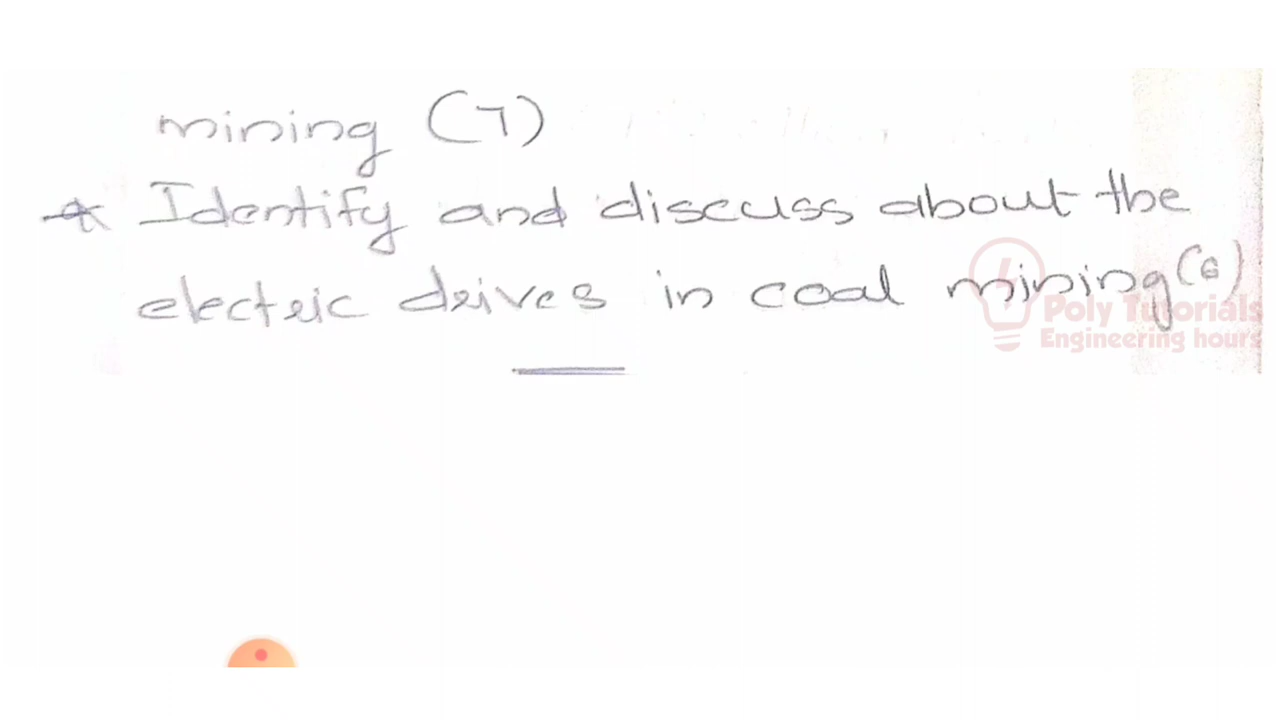 mining (7)
* Identify and discuss about the
electric drives in coal mining (6)
Poly Tutorials
Engineering hours